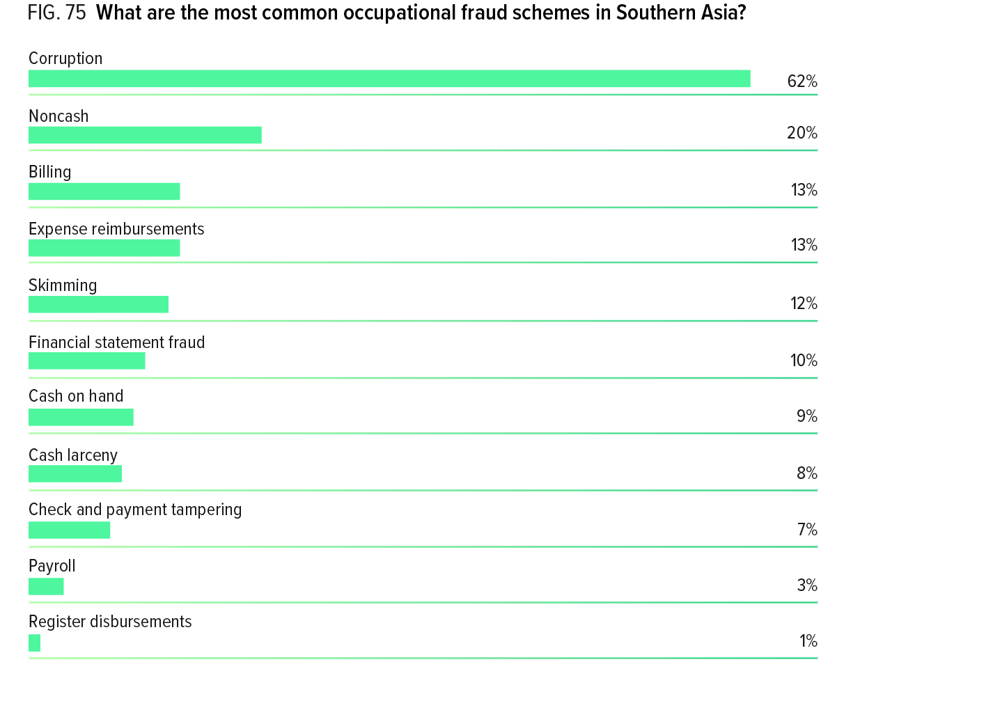 FIG. 75 What are the most common occupational fraud schemes in Southern Asia?
Corruption
62%
Noncash
20%
Billing
13%
Expense reimbursements
13%
Skimming
12%
Financial statement fraud
10%
Cash on hand
9%
Cash larceny
8%
Check and payment tampering
7%
Payroll
3%
Register disbursements
1%